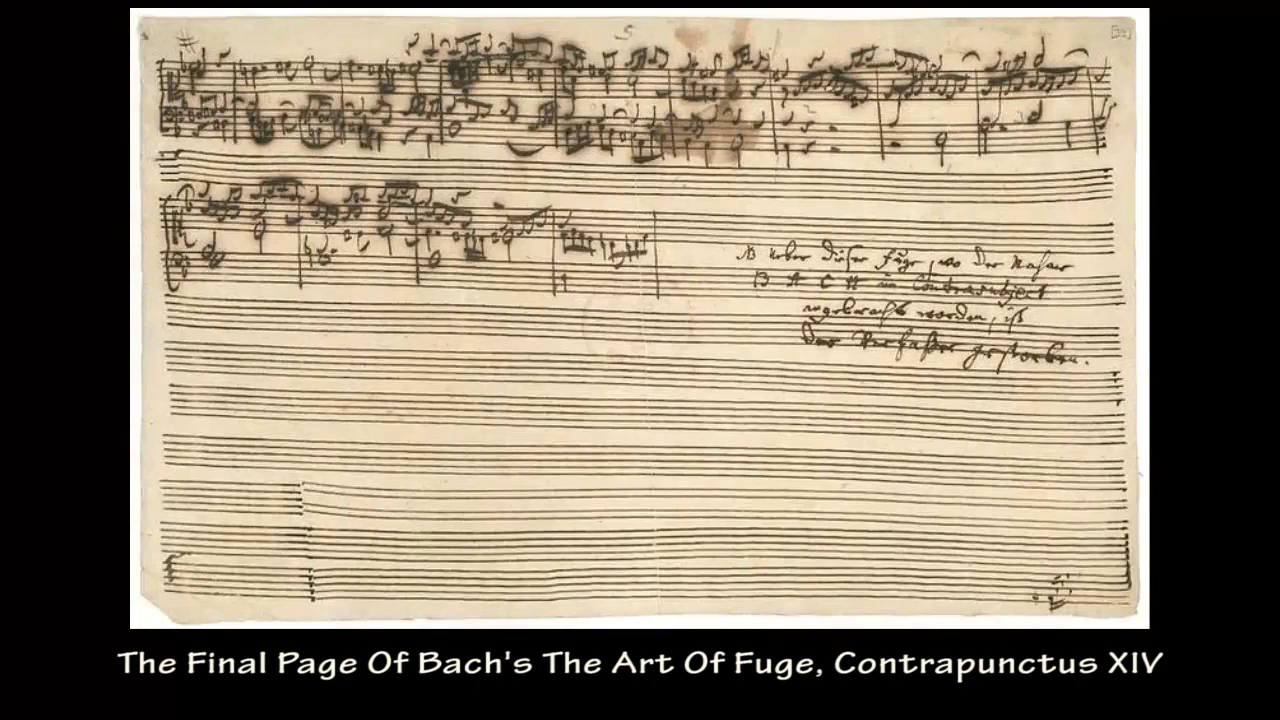 NB Ueber dieser Fuge, wo der Nahme
B A C H im Contrasubject
angebracht worden, ist
der Verfaßer gestorben.
The Final Page Of Bach's The Art Of Fuge, Contrapunctus XIV